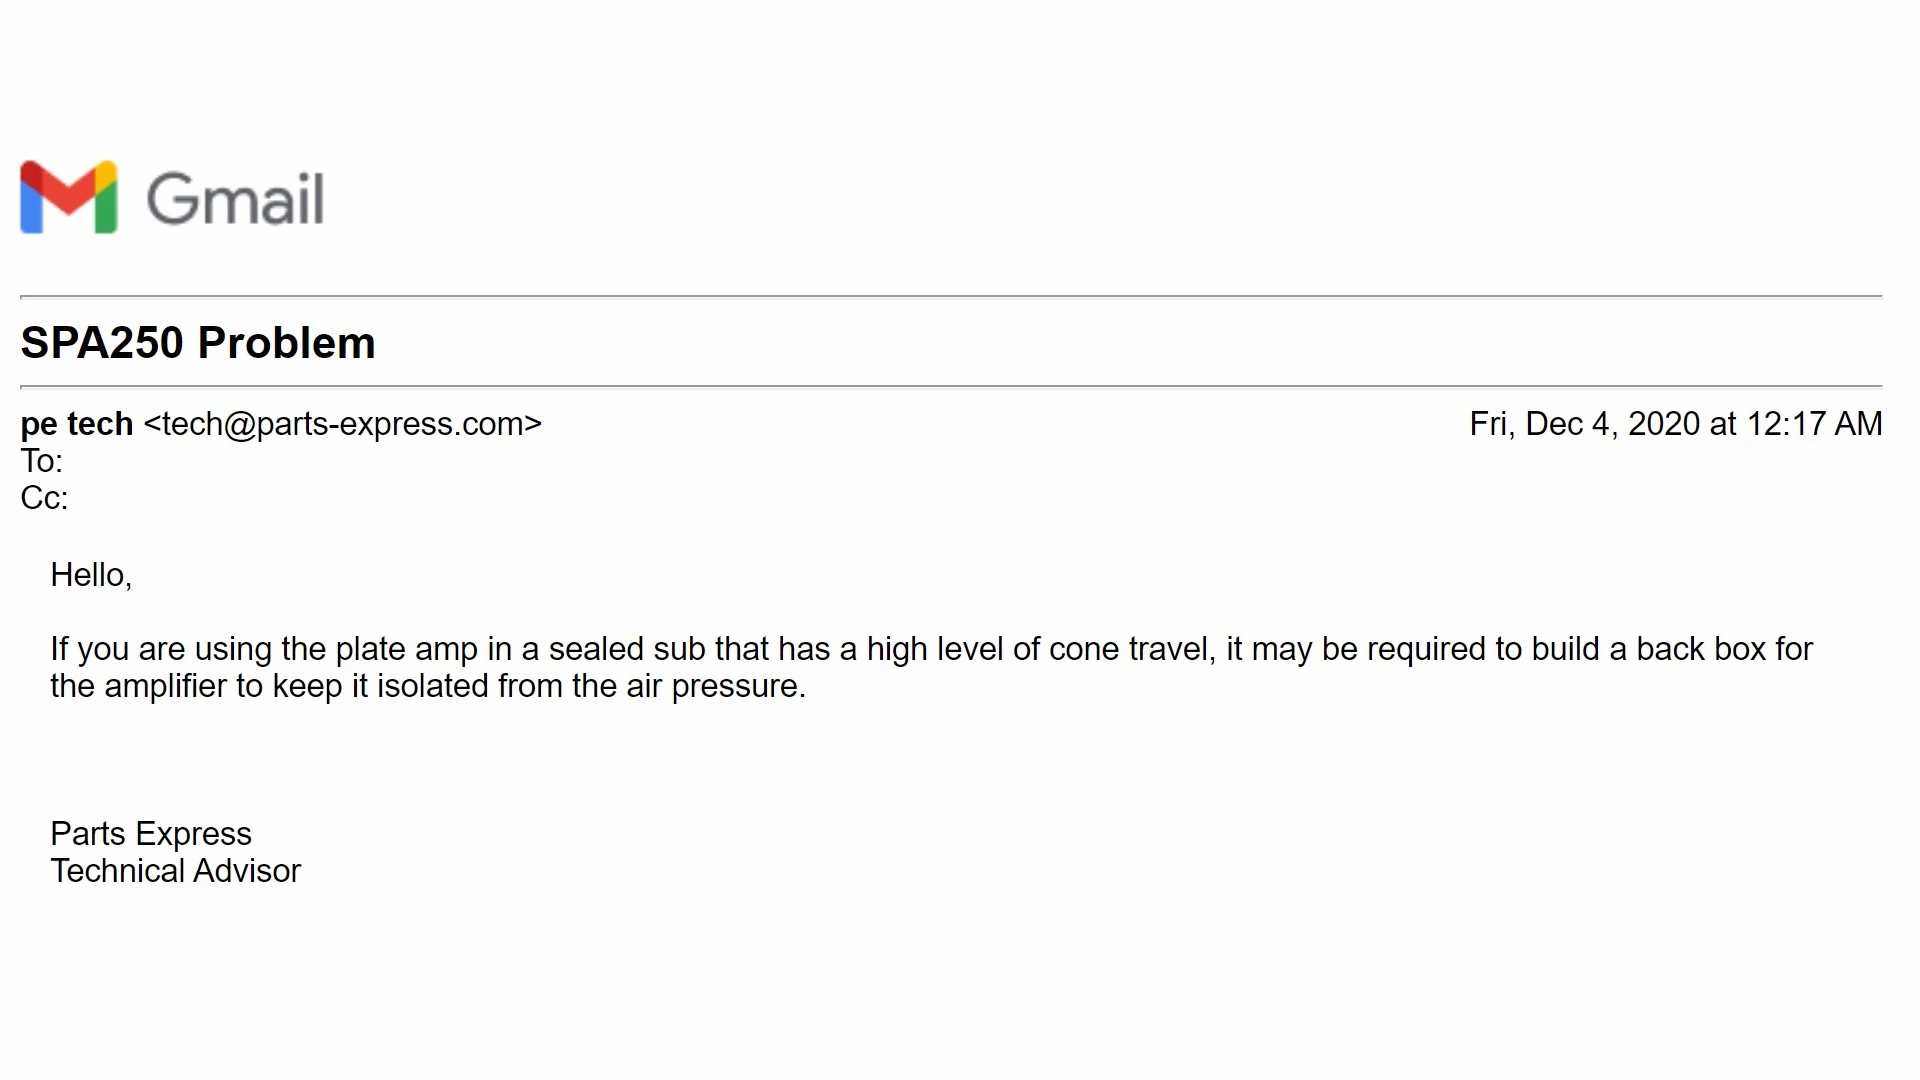 Gmail
SPA250 Problem
pe tech <tech@parts-express.com> Fri, Dec 4, 2020 at 12:17 AM
To:
Cc:
Hello,
If you are using the plate amp in a sealed sub that has a high level of cone travel, it may be required to build a back box for
the amplifier to keep it isolated from the air pressure.
Parts Express
Technical Advisor